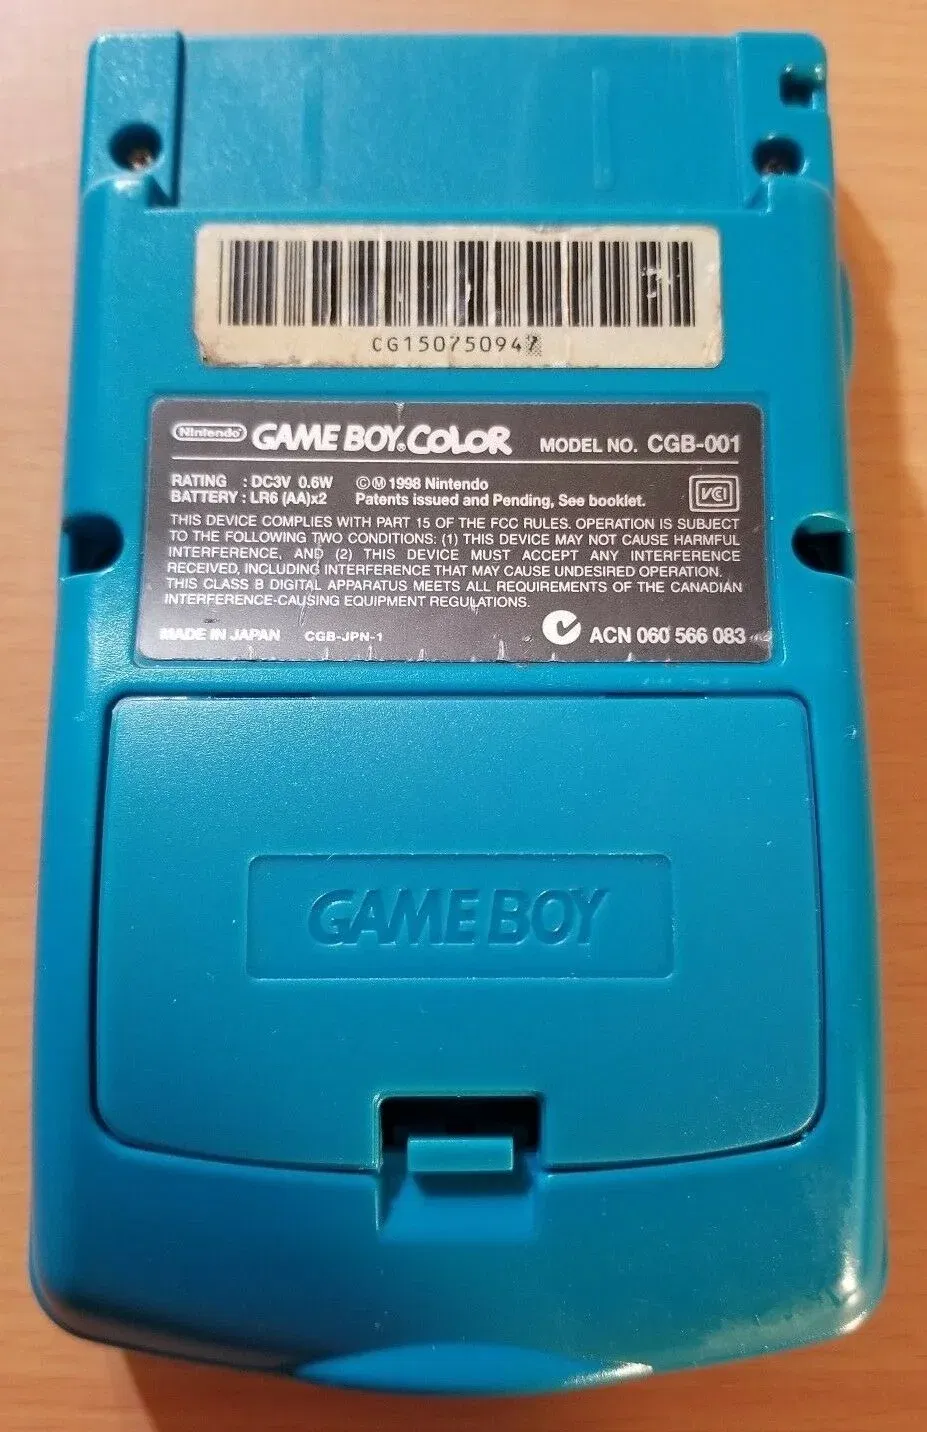 CG150750947
Nintendo GAME BOY COLOR MODEL NO. CGB-001
RATING : DC3V 0.6W ©Ⓜ 1998 Nintendo
BATTERY : LR6 (AA)x2 Patents issued and Pending, See booklet.
VCI
THIS DEVICE COMPLIES WITH PART 15 OF THE FCC RULES. OPERATION IS SUBJECT
TO THE FOLLOWING TWO CONDITIONS: (1) THIS DEVICE MAY NOT CAUSE HARMFUL
INTERFERENCE, AND (2) THIS DEVICE MUST ACCEPT ANY INTERFERENCE
RECEIVED, INCLUDING INTERFERENCE THAT MAY CAUSE UNDESIRED OPERATION.
THIS CLASS B DIGITAL APPARATUS MEETS ALL REQUIREMENTS OF THE CANADIAN
INTERFERENCE-CAUSING EQUIPMENT REGULATIONS.
MADE IN JAPAN CGB-JPN-1 ACN 060 566 083
GAME BOY